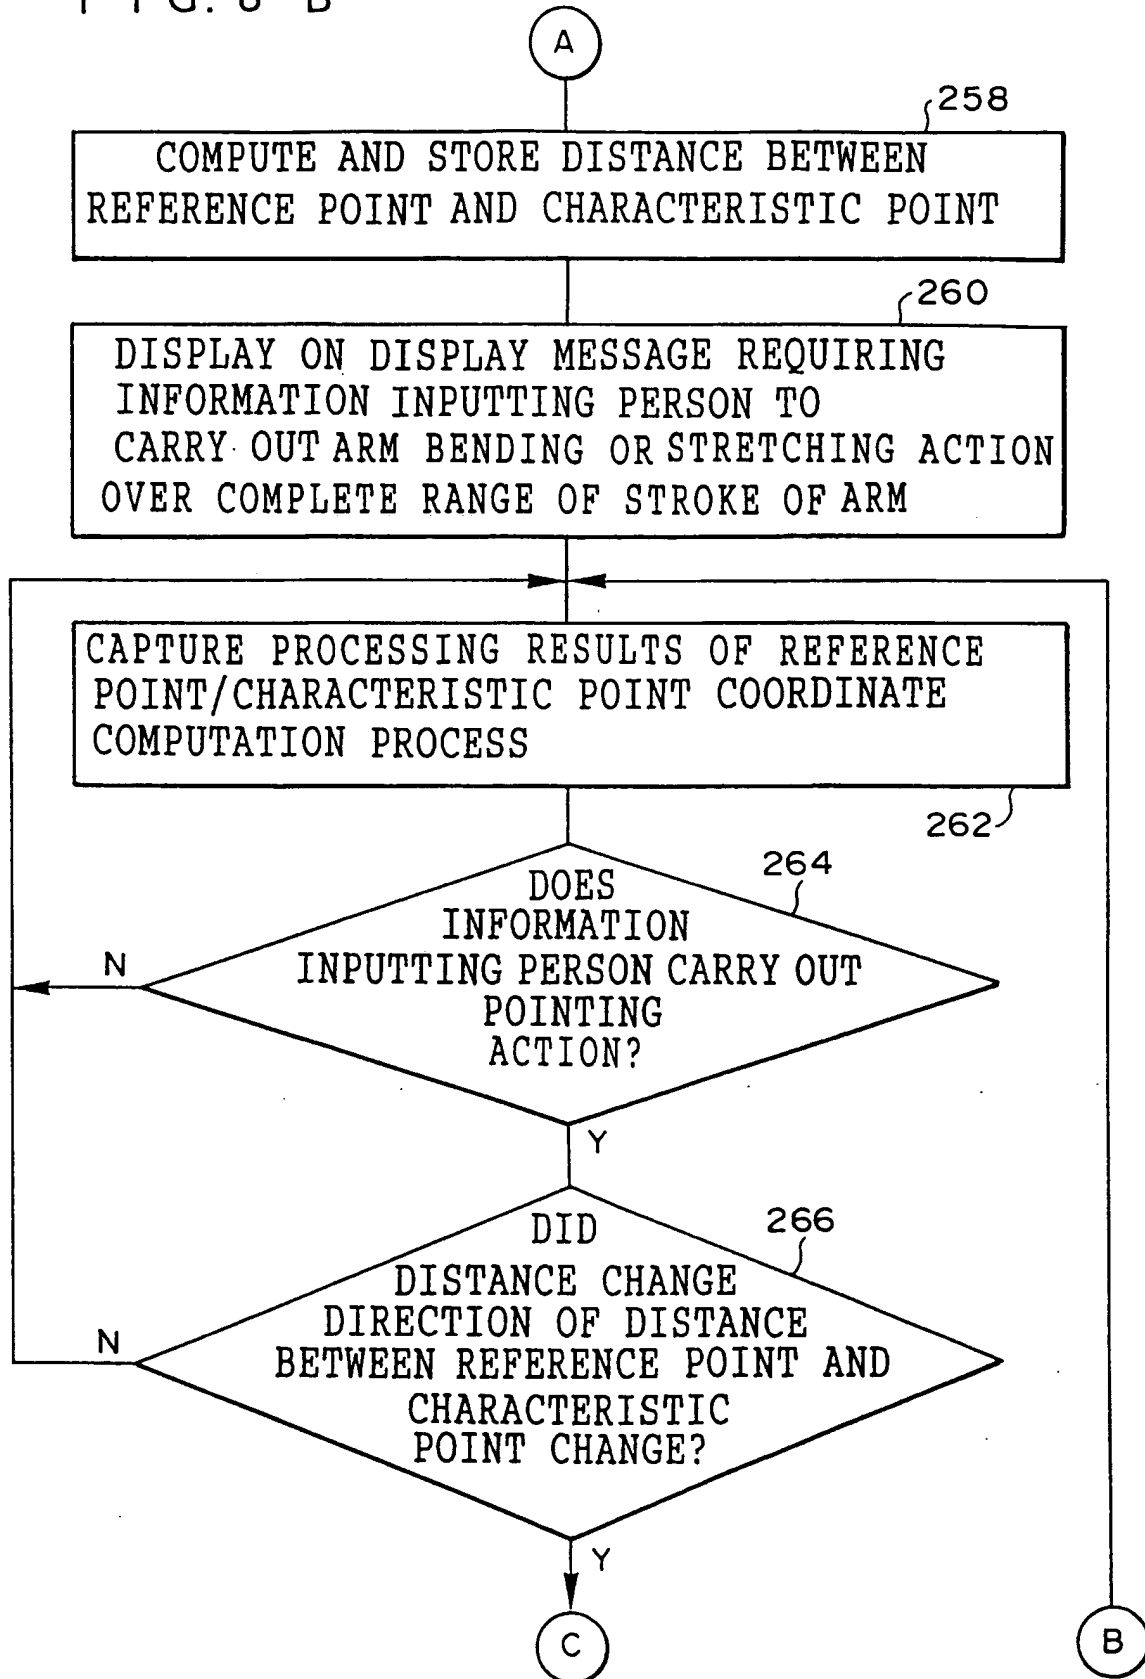 FIG. 8 B
A
258
COMPUTE AND STORE DISTANCE BETWEEN
REFERENCE POINT AND CHARACTERISTIC POINT
260
DISPLAY ON DISPLAY MESSAGE REQUIRING
INFORMATION INPUTTING PERSON TO
CARRY OUT ARM BENDING OR STRETCHING ACTION
OVER COMPLETE RANGE OF STROKE OF ARM
CAPTURE PROCESSING RESULTS OF REFERENCE
POINT/CHARACTERISTIC POINT COORDINATE
COMPUTATION PROCESS
262
264
DOES
INFORMATION
INPUTTING PERSON CARRY OUT
POINTING
ACTION?
N
Y
266
DID
DISTANCE CHANGE
DIRECTION OF DISTANCE
BETWEEN REFERENCE POINT AND
CHARACTERISTIC
POINT CHANGE?
N
Y
C
B